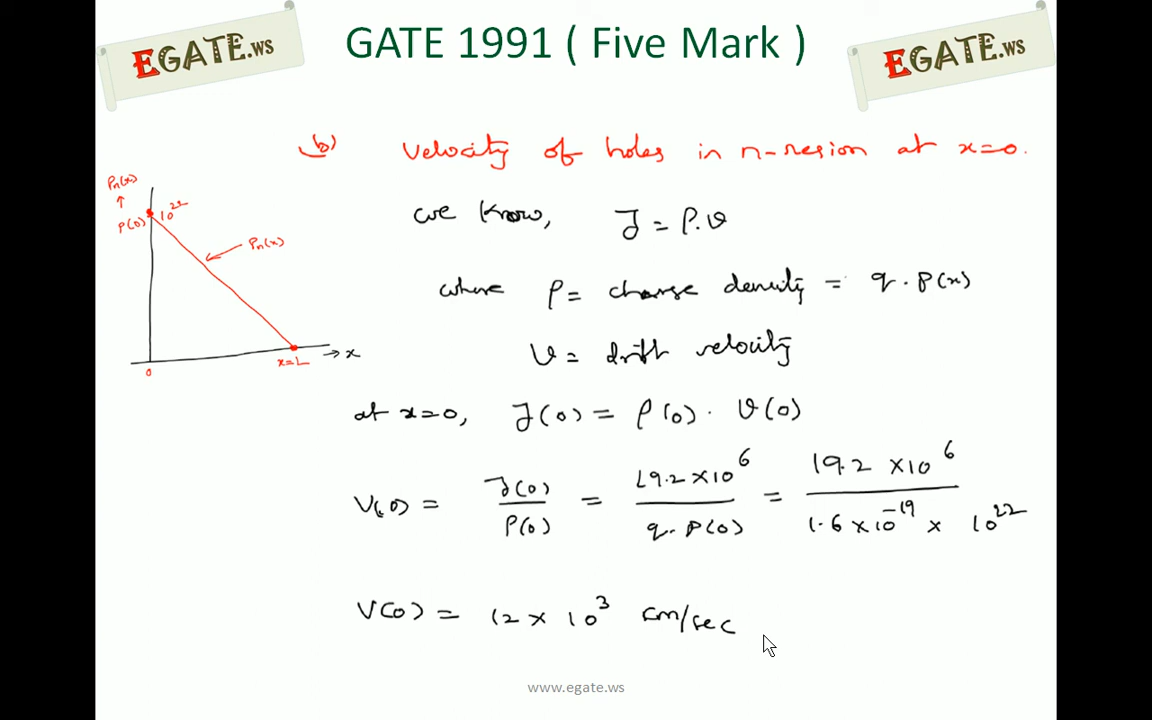 EGATE.ws
GATE 1991 ( Five Mark )
EGATE.ws
(b) Velocity of holes in n-resion at x=0.
Pn(x)
↑
P(0) 10^22
Pn(x)
0
x=L
→ x
we know, J = ρ.v
where ρ = charge density = q.P(x)
v = drift velocity
at x=0, J(0) = ρ(0). v(0)
V(0) = J(0)/ρ(0) = 19.2×10^6/q.P(0) = 19.2×10^6/1.6×10^-19 × 10^22
V(0) = 12 × 10^3 cm/sec
www.egate.ws